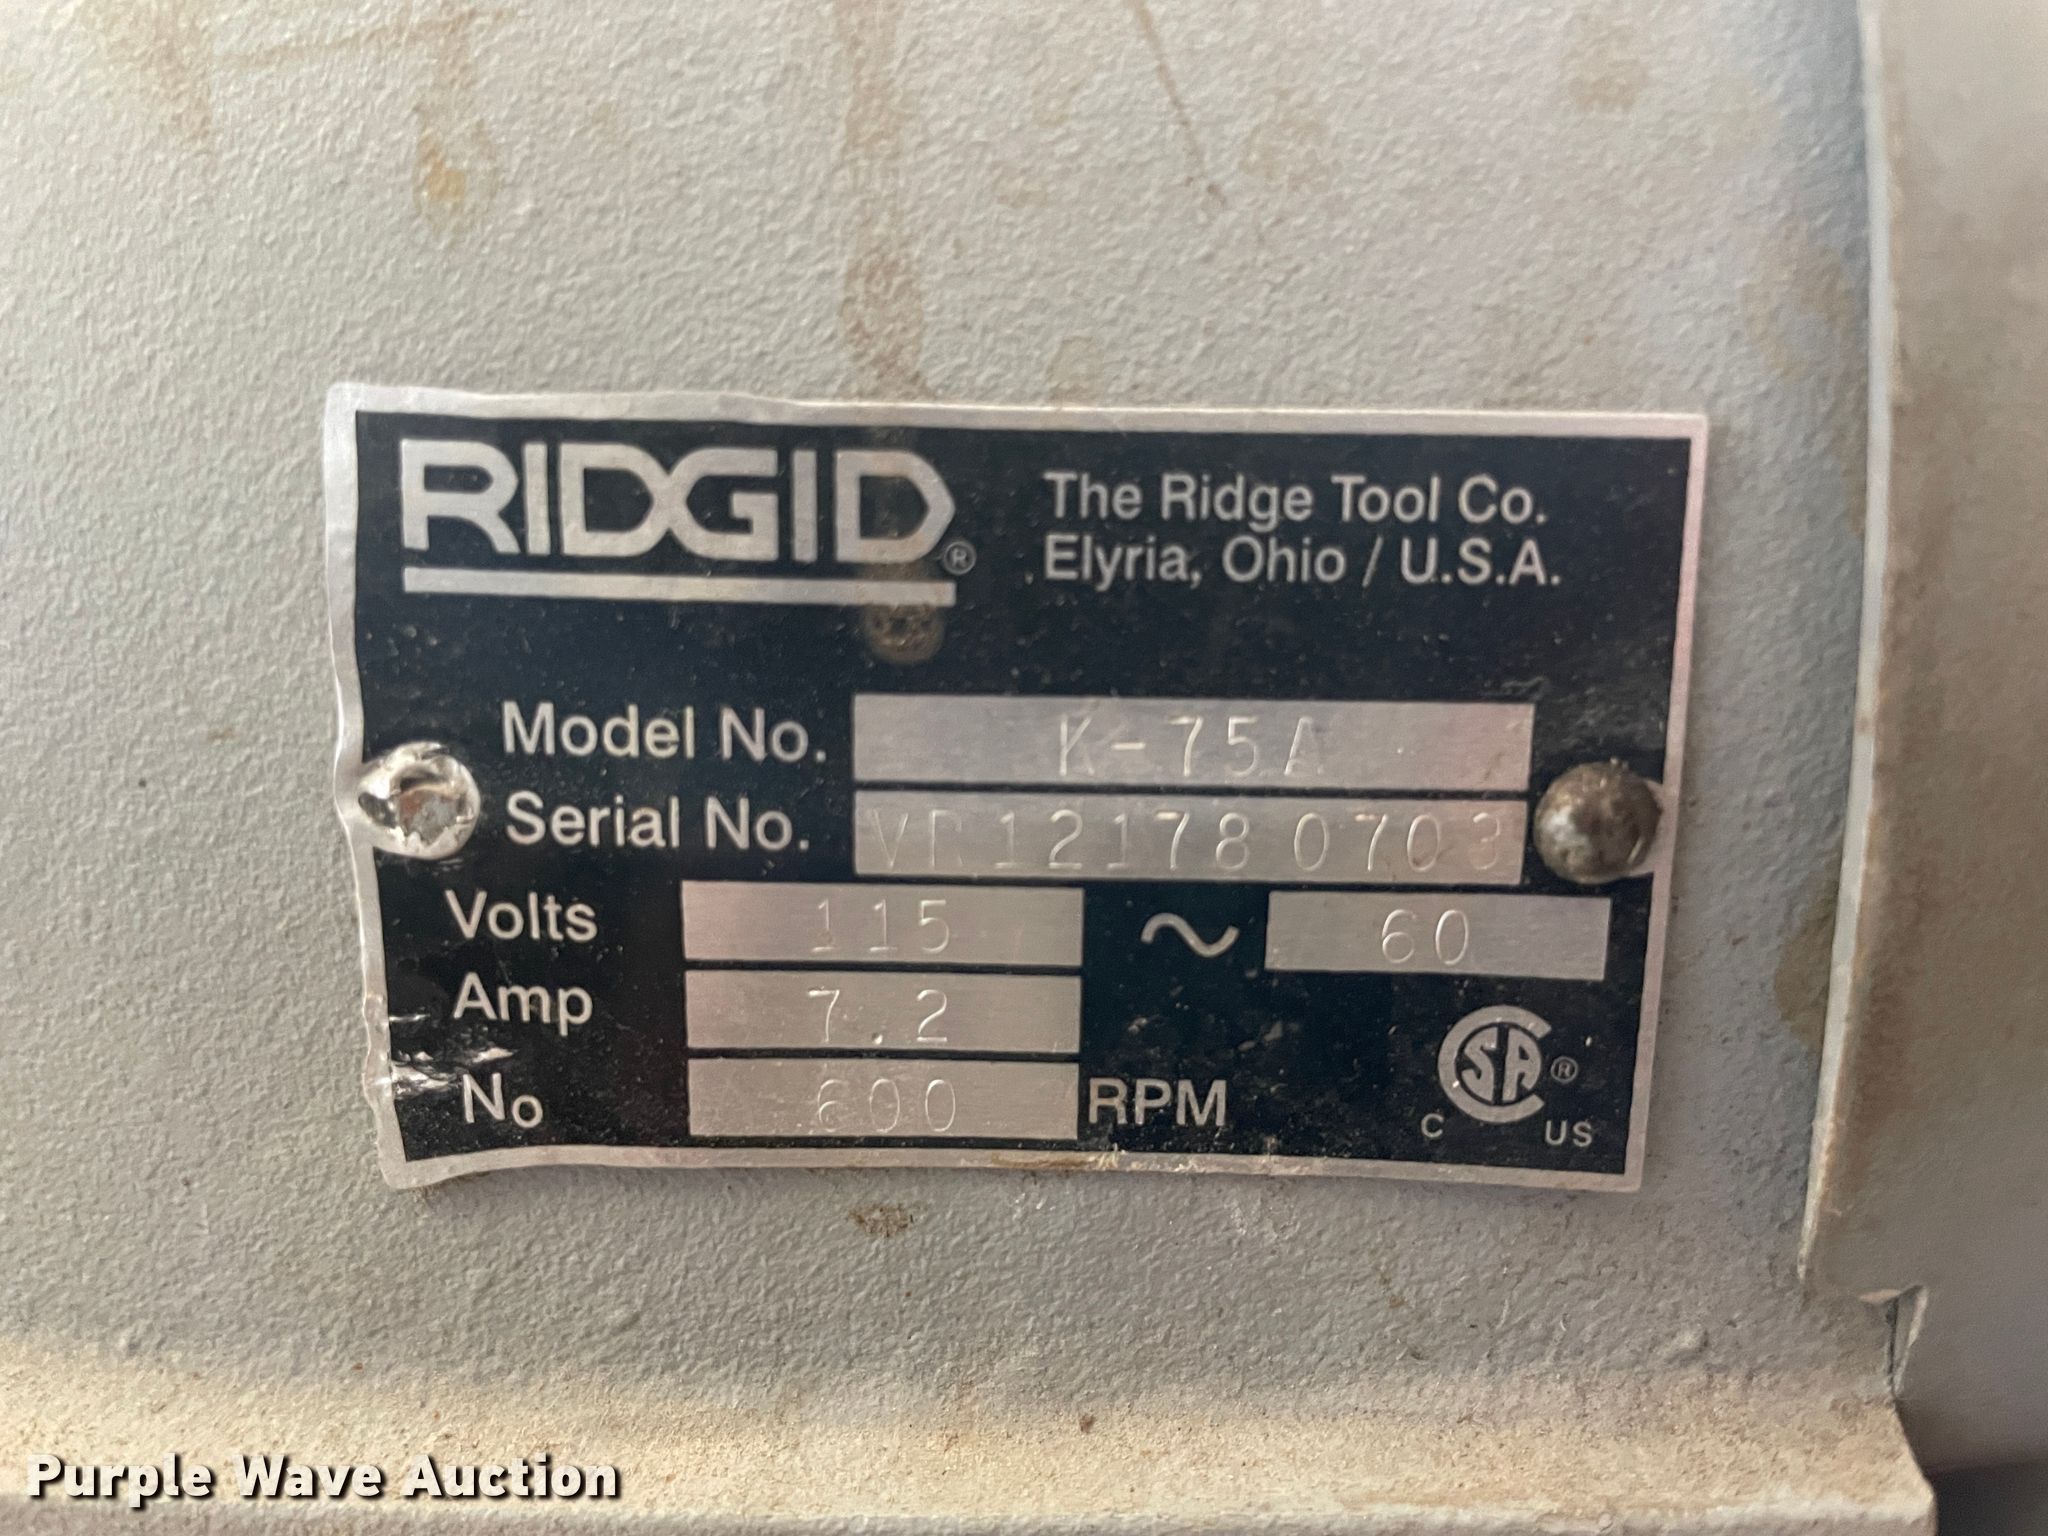 RIDGID®
The Ridge Tool Co.
Elyria, Ohio / U.S.A.
Model No. K-75A
Serial No.
Volts 115 ~ 60
Amp 7.2
No 600 RPM
CSA®
C US
Purple Wave Auction